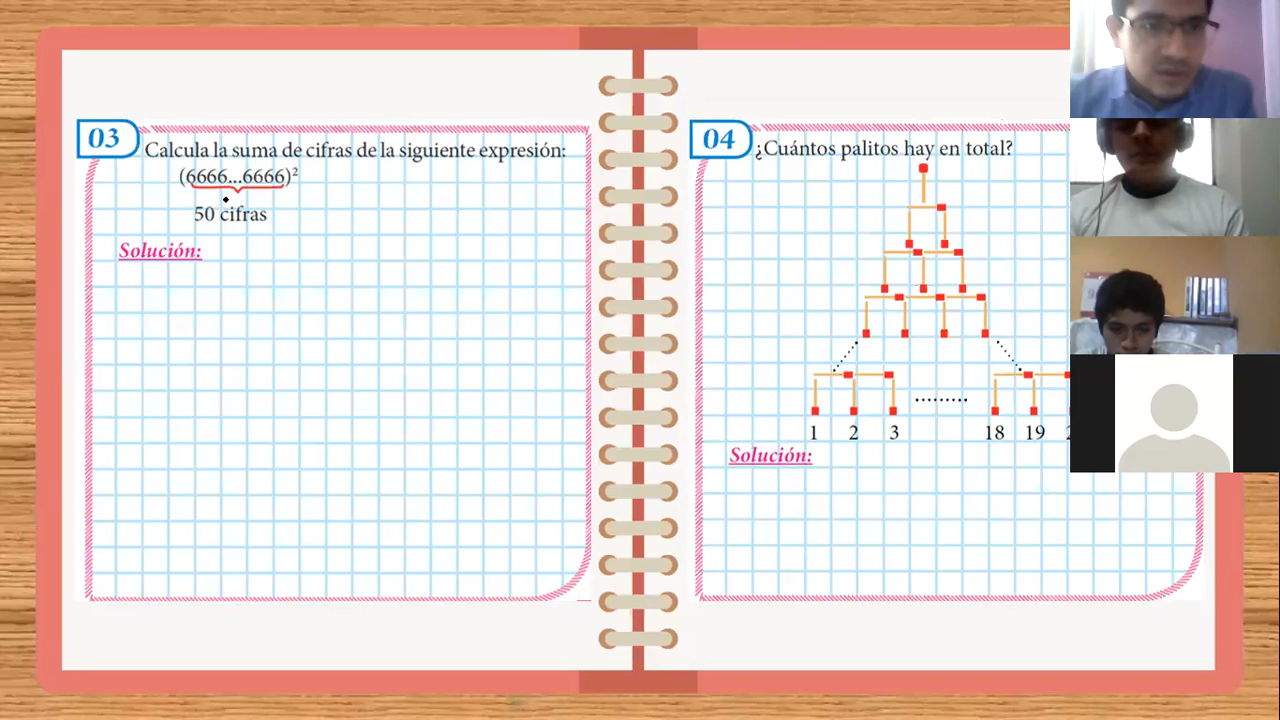 03
Calcula la suma de cifras de la siguiente expresión:
(6666...6666)²
50 cifras
Solución:
04
¿Cuántos palitos hay en total?
1 2 3 ......... 18 19
Solución: